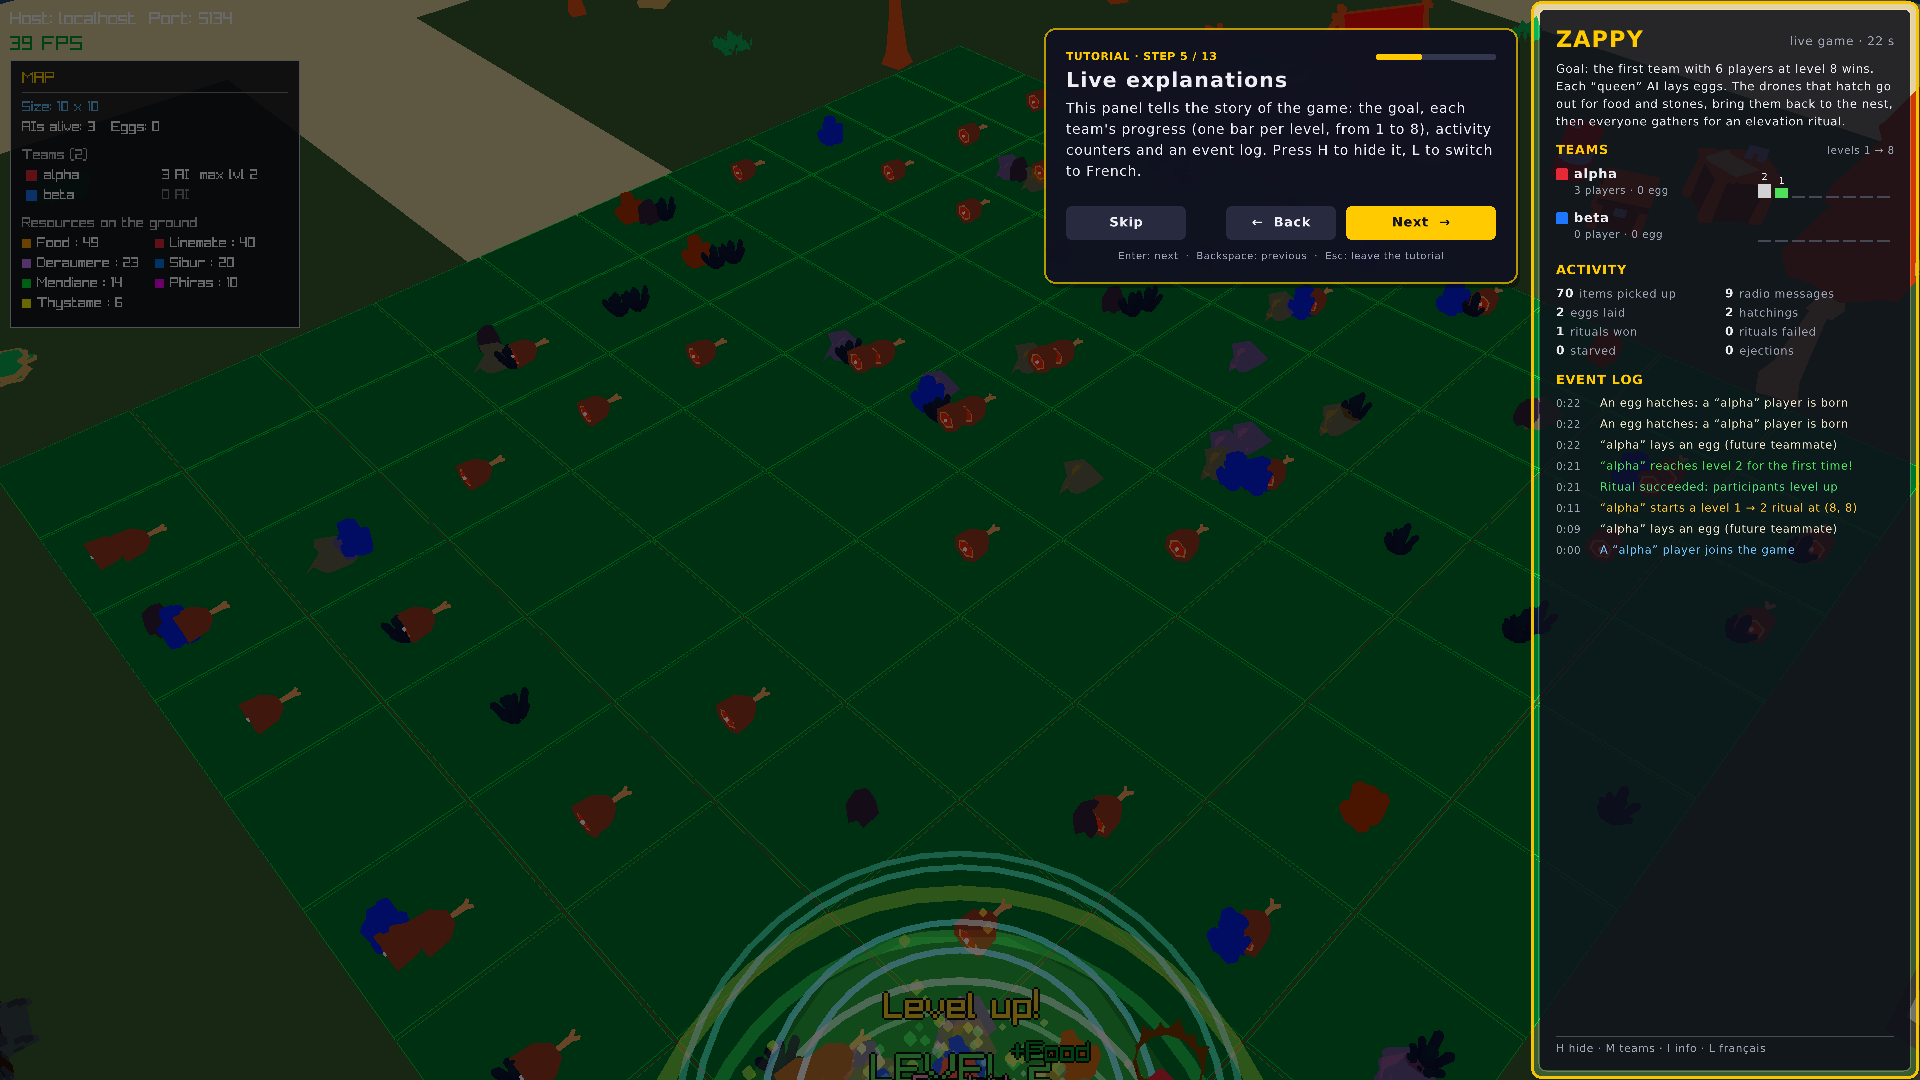 Host: localhost  Port: 5134
39 FPS
MAP
Size: 10 x 10
AIs alive: 3  Eggs: 0
Teams (2)
alpha 3 AI max lvl 2
beta 0 AI
Resources on the ground
Food : 49 Linemate : 40
Deraumere : 23 Sibur : 20
Mendiane : 14 Phiras : 10
Thystame : 6
TUTORIAL · STEP 5 / 13
Live explanations
This panel tells the story of the game: the goal, each
team's progress (one bar per level, from 1 to 8), activity
counters and an event log. Press H to hide it, L to switch
to French.
Skip ← Back Next →
Enter: next · Backspace: previous · Esc: leave the tutorial
ZAPPY live game · 22 s
Goal: the first team with 6 players at level 8 wins.
Each “queen” AI lays eggs. The drones that hatch go
out for food and stones, bring them back to the nest,
then everyone gathers for an elevation ritual.
TEAMS levels 1 → 8
alpha 2 1
3 players · 0 egg
beta
0 player · 0 egg
ACTIVITY
70 items picked up 9 radio messages
2 eggs laid 2 hatchings
1 rituals won 0 rituals failed
0 starved 0 ejections
EVENT LOG
0:22 An egg hatches: a “alpha” player is born
0:22 An egg hatches: a “alpha” player is born
0:22 “alpha” lays an egg (future teammate)
0:21 “alpha” reaches level 2 for the first time!
0:21 Ritual succeeded: participants level up
0:11 “alpha” starts a level 1 → 2 ritual at (8, 8)
0:09 “alpha” lays an egg (future teammate)
0:00 A “alpha” player joins the game
H hide · M teams · I info · L français
Level up!
+Food
LEVEL 2